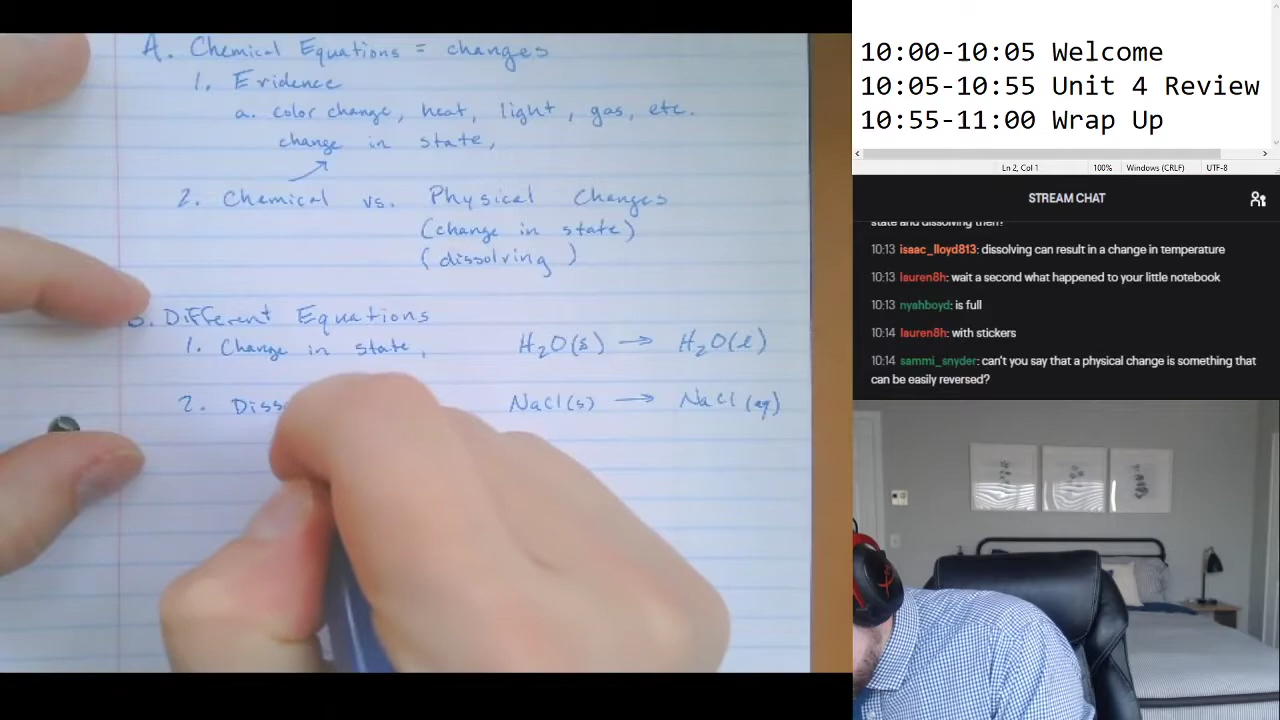 A. Chemical Equations = changes
1. Evidence
a. color change, heat, light, gas, etc.
change in state,
2. Chemical vs. Physical Changes
(change in state)
(dissolving)
B. Different Equations
1. Change in state, H₂O(s) → H₂O(l)
2. Diss NaCl(s) → NaCl(aq)
10:00-10:05 Welcome
10:05-10:55 Unit 4 Review
10:55-11:00 Wrap Up
Ln 2, Col 1 100% Windows (CRLF) UTF-8
STREAM CHAT
state and dissolving then?
10:13 isaac_lloyd813: dissolving can result in a change in temperature
10:13 lauren8h: wait a second what happened to your little notebook
10:13 nyahboyd: is full
10:14 lauren8h: with stickers
10:14 sammi_snyder: can't you say that a physical change is something that
can be easily reversed?